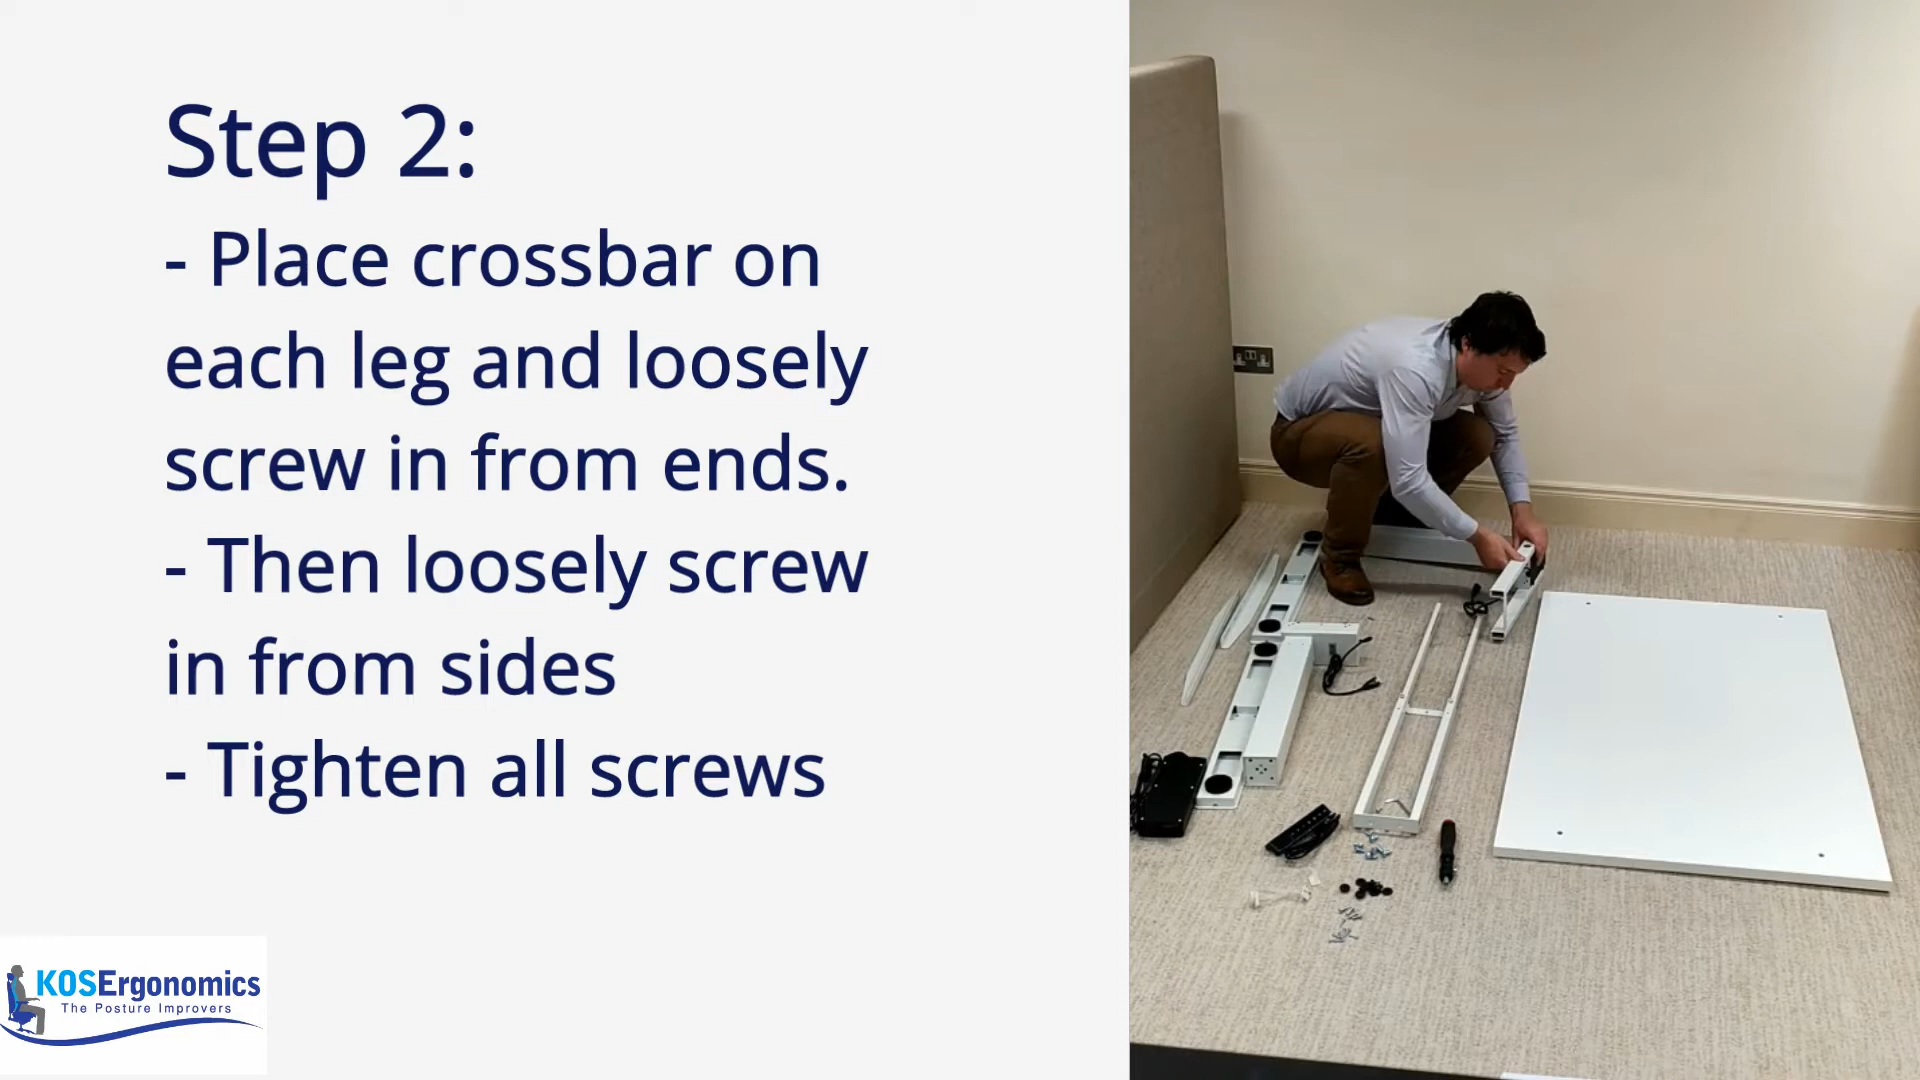 Step 2:
- Place crossbar on
each leg and loosely
screw in from ends.
- Then loosely screw
in from sides
- Tighten all screws
KOSErgonomics
The Posture Improvers